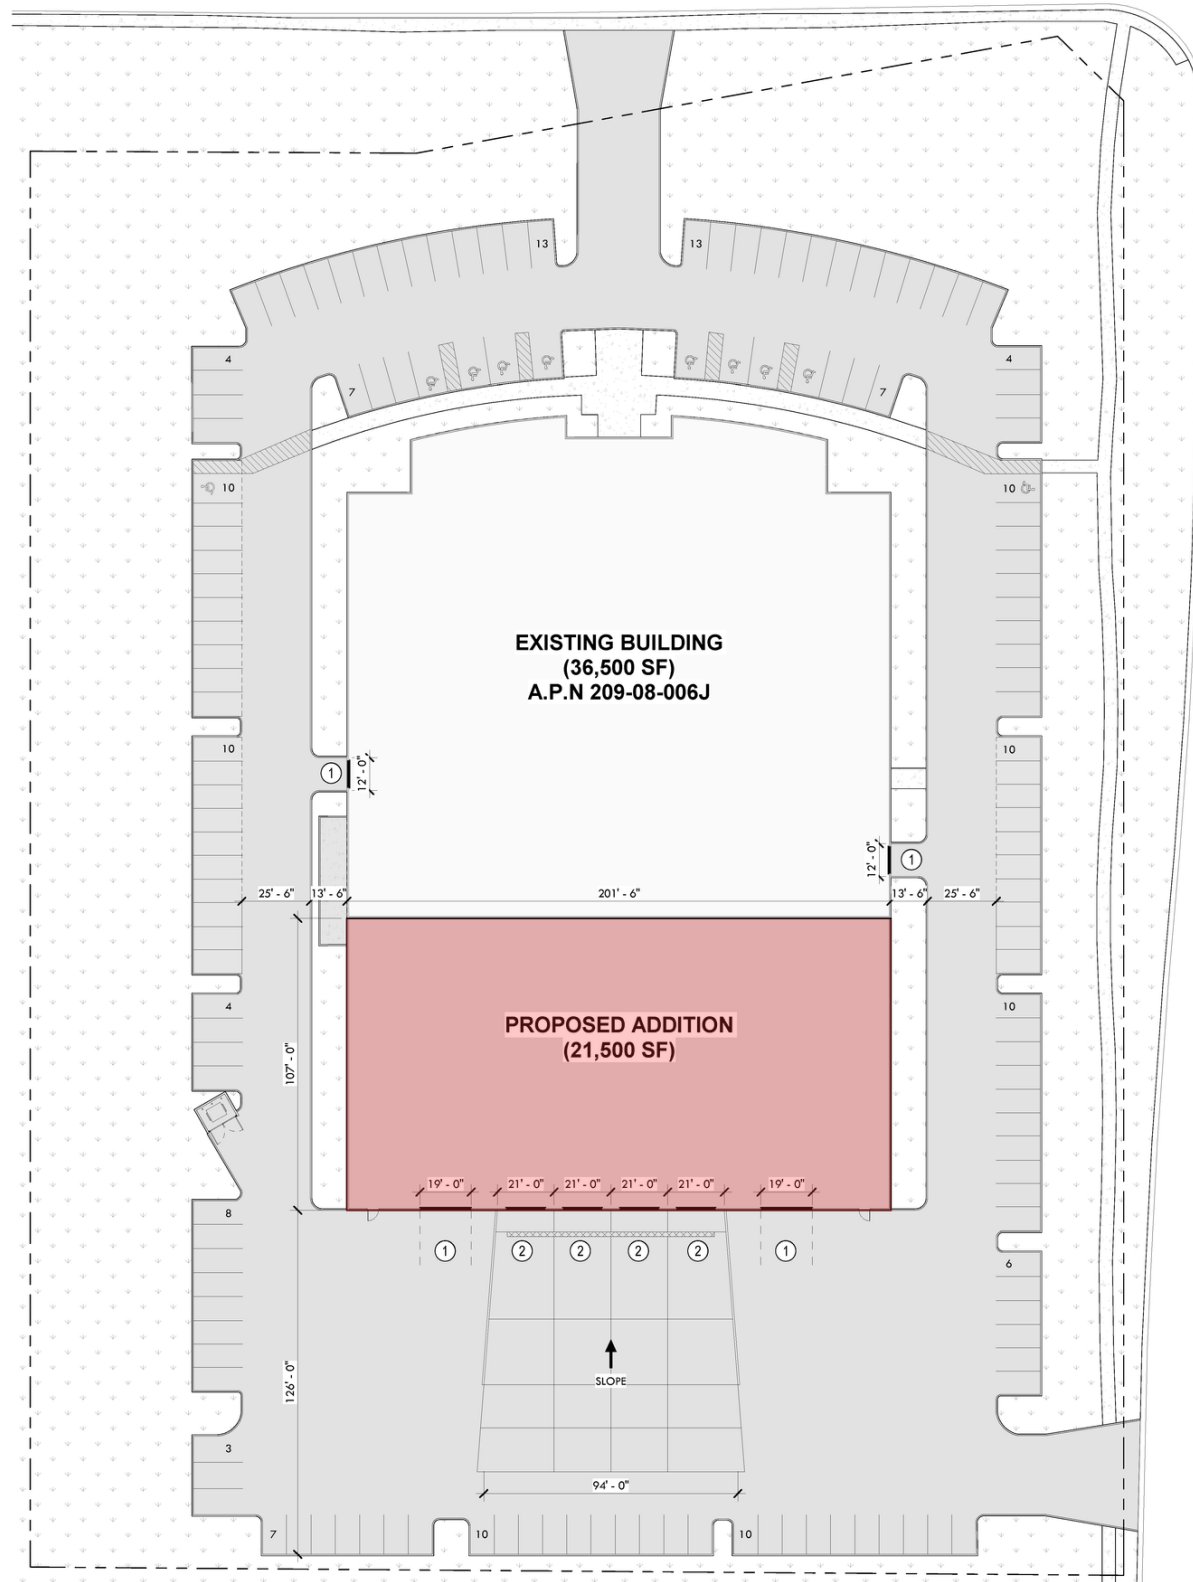 13
13
4
4
7
7
10
10
EXISTING BUILDING
(36,500 SF)
A.P.N 209-08-006J
10
10
1
12' - 0"
12' - 0"
1
25' - 6"
13' - 6"
201' - 6"
13' - 6"
25' - 6"
4
10
PROPOSED ADDITION
(21,500 SF)
107' - 0"
19' - 0"
21' - 0"
21' - 0"
21' - 0"
21' - 0"
19' - 0"
8
1
2
2
2
2
1
6
SLOPE
126' - 0"
3
94' - 0"
7
10
10